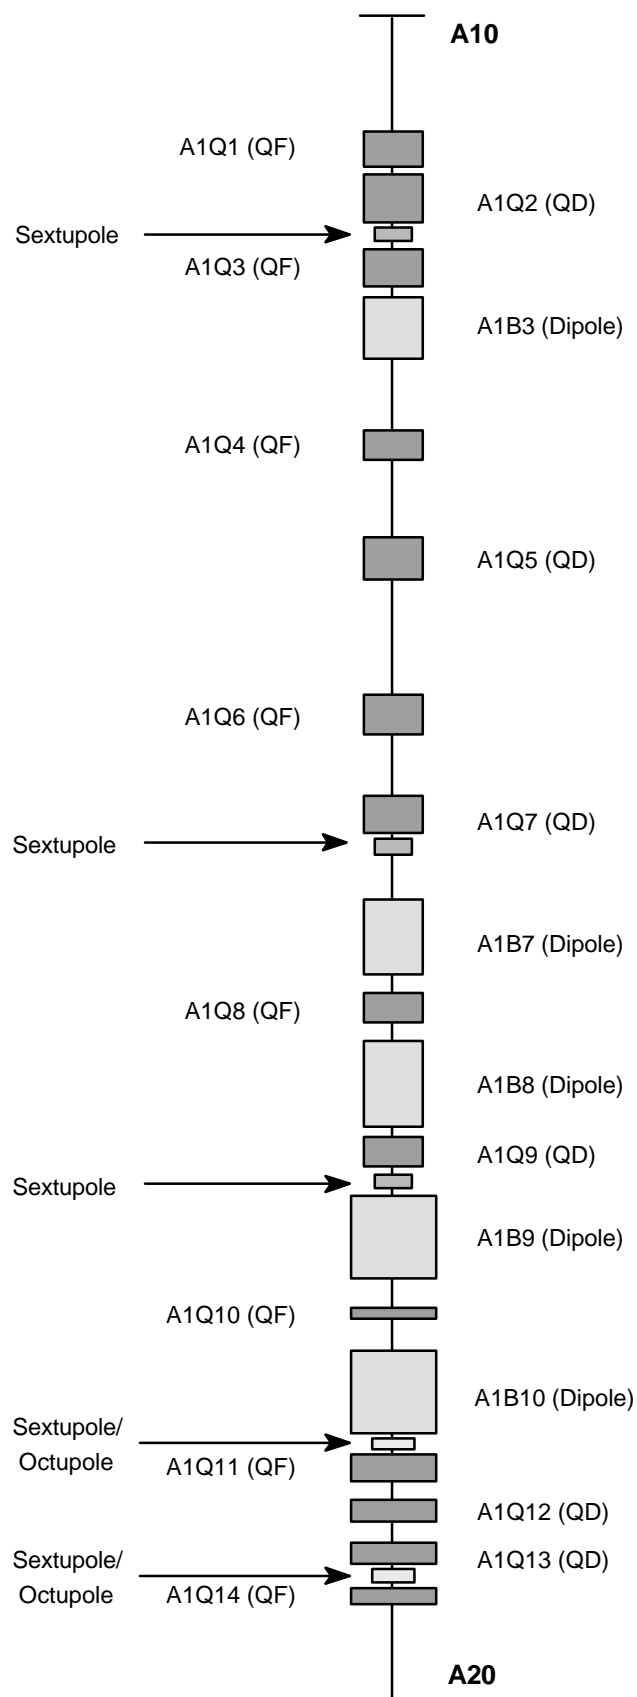 A10
A1Q1 (QF)
A1Q2 (QD)
Sextupole
A1Q3 (QF)
A1B3 (Dipole)
A1Q4 (QF)
A1Q5 (QD)
A1Q6 (QF)
A1Q7 (QD)
Sextupole
A1B7 (Dipole)
A1Q8 (QF)
A1B8 (Dipole)
A1Q9 (QD)
Sextupole
A1B9 (Dipole)
A1Q10 (QF)
A1B10 (Dipole)
Sextupole/
Octupole
A1Q11 (QF)
A1Q12 (QD)
Sextupole/
Octupole
A1Q13 (QD)
A1Q14 (QF)
A20